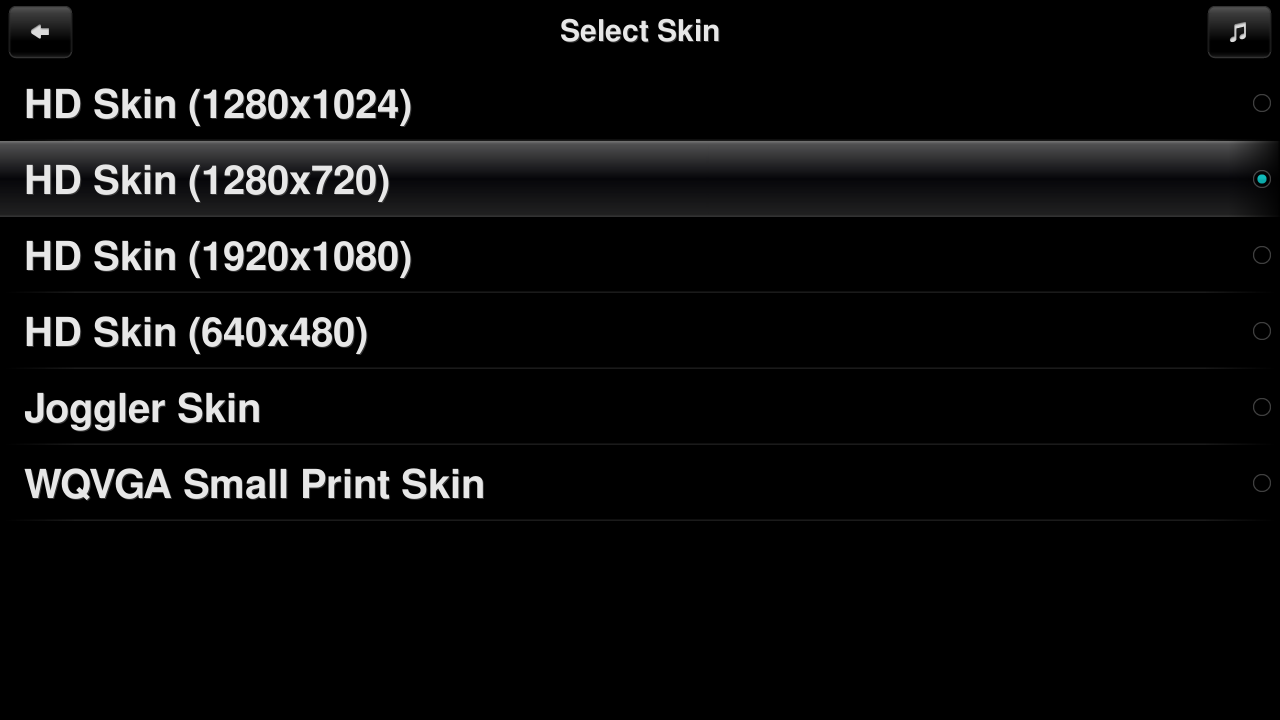 Select Skin
HD Skin (1280x1024)
HD Skin (1280x720)
HD Skin (1920x1080)
HD Skin (640x480)
Joggler Skin
WQVGA Small Print Skin